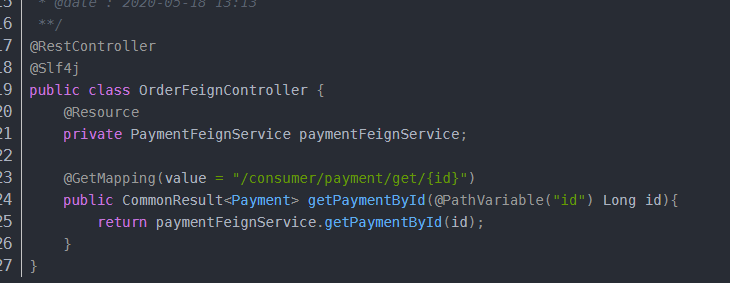 15  * @date : 2020-05-18 13:13
16  **/
17 @RestController
18 @Slf4j
19 public class OrderFeignController {
20     @Resource
21     private PaymentFeignService paymentFeignService;
22
23     @GetMapping(value = "/consumer/payment/get/{id}")
24     public CommonResult<Payment> getPaymentById(@PathVariable("id") Long id){
25         return paymentFeignService.getPaymentById(id);
26     }
27 }